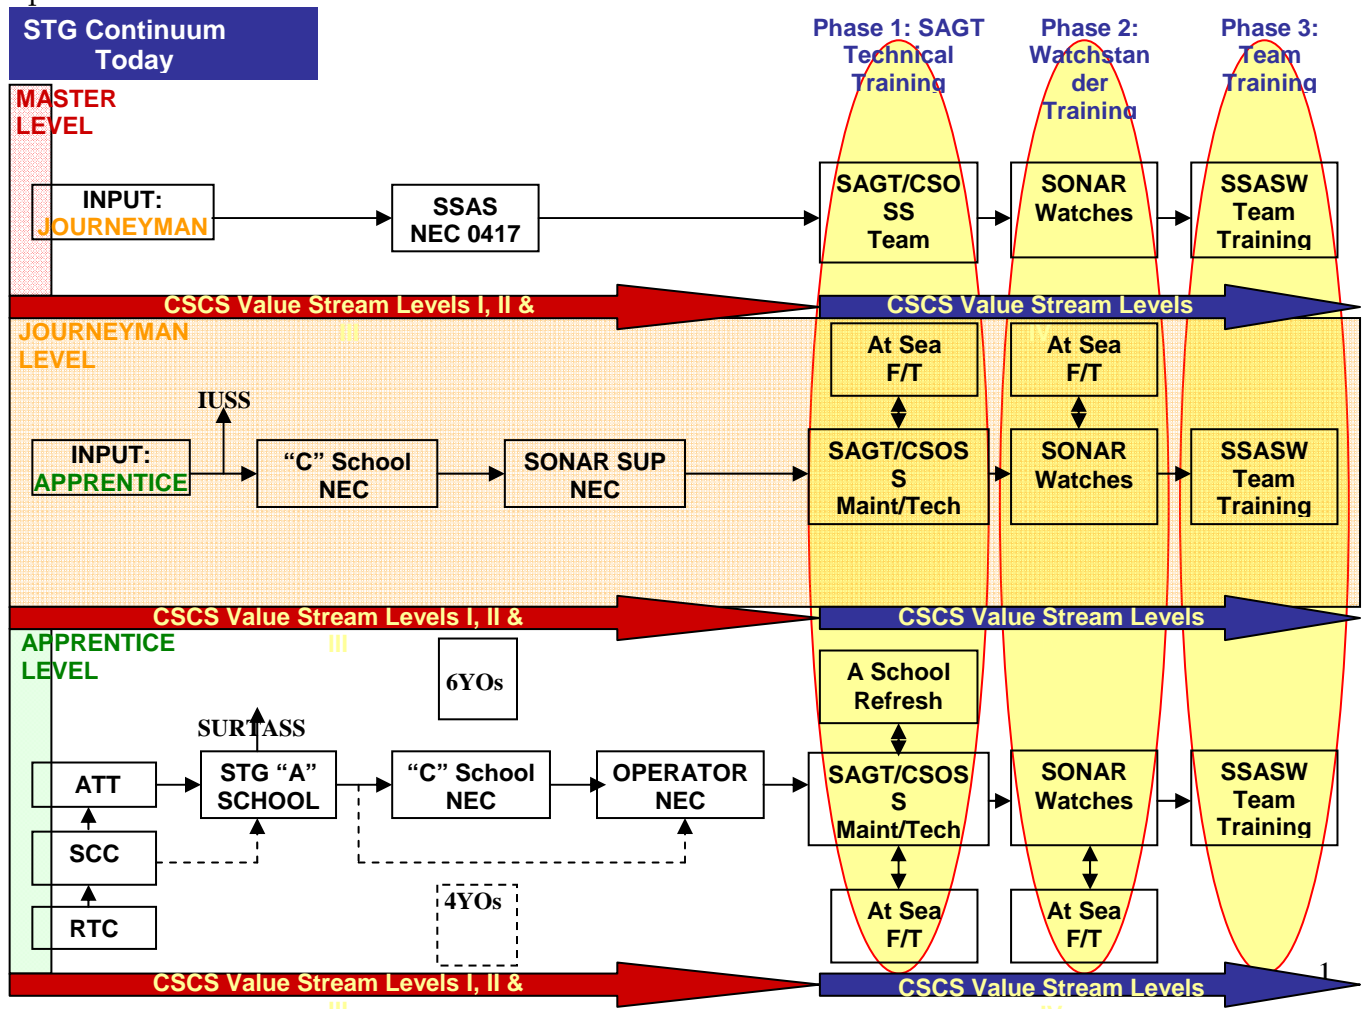 STG Continuum
Today
Phase 1: SAGT
Technical
Training
Phase 2:
Watchstan
der
Training
Phase 3:
Team
Training
MASTER
LEVEL
INPUT:
JOURNEYMAN
SSAS
NEC 0417
SAGT/CSO
SS
Team
SONAR
Watches
SSASW
Team
Training
CSCS Value Stream Levels I, II &
III
CSCS Value Stream Levels
IV
JOURNEYMAN
LEVEL
At Sea
F/T
At Sea
F/T
IUSS
INPUT:
APPRENTICE
“C” School
NEC
SONAR SUP
NEC
SAGT/CSOS
S
Maint/Tech
SONAR
Watches
SSASW
Team
Training
CSCS Value Stream Levels I, II &
III
CSCS Value Stream Levels
APPRENTICE
LEVEL
6YOs
A School
Refresh
SURTASS
ATT
STG “A”
SCHOOL
“C” School
NEC
OPERATOR
NEC
SAGT/CSOS
S
Maint/Tech
SONAR
Watches
SSASW
Team
Training
SCC
RTC
4YOs
At Sea
F/T
At Sea
F/T
1
CSCS Value Stream Levels I, II &
CSCS Value Stream Levels